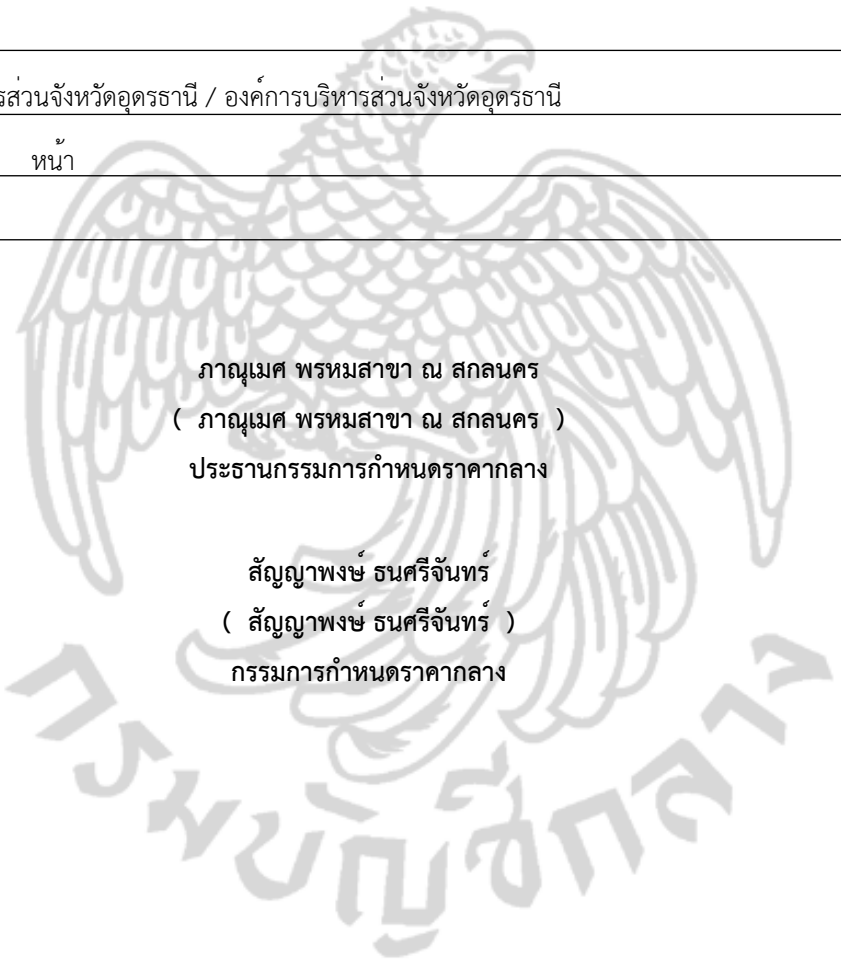 รส่วนจังหวัดอุดรธานี / องค์การบริหารส่วนจังหวัดอุดรธานี
หน้า
ภาณุเมศ พรหมสาขา ณ สกลนคร
( ภาณุเมศ พรหมสาขา ณ สกลนคร )
ประธานกรรมการกำหนดราคากลาง
สัญญาพงษ์ ธนศรีจันทร์
( สัญญาพงษ์ ธนศรีจันทร์ )
กรรมการกำหนดราคากลาง
กรมบัญชีกลาง